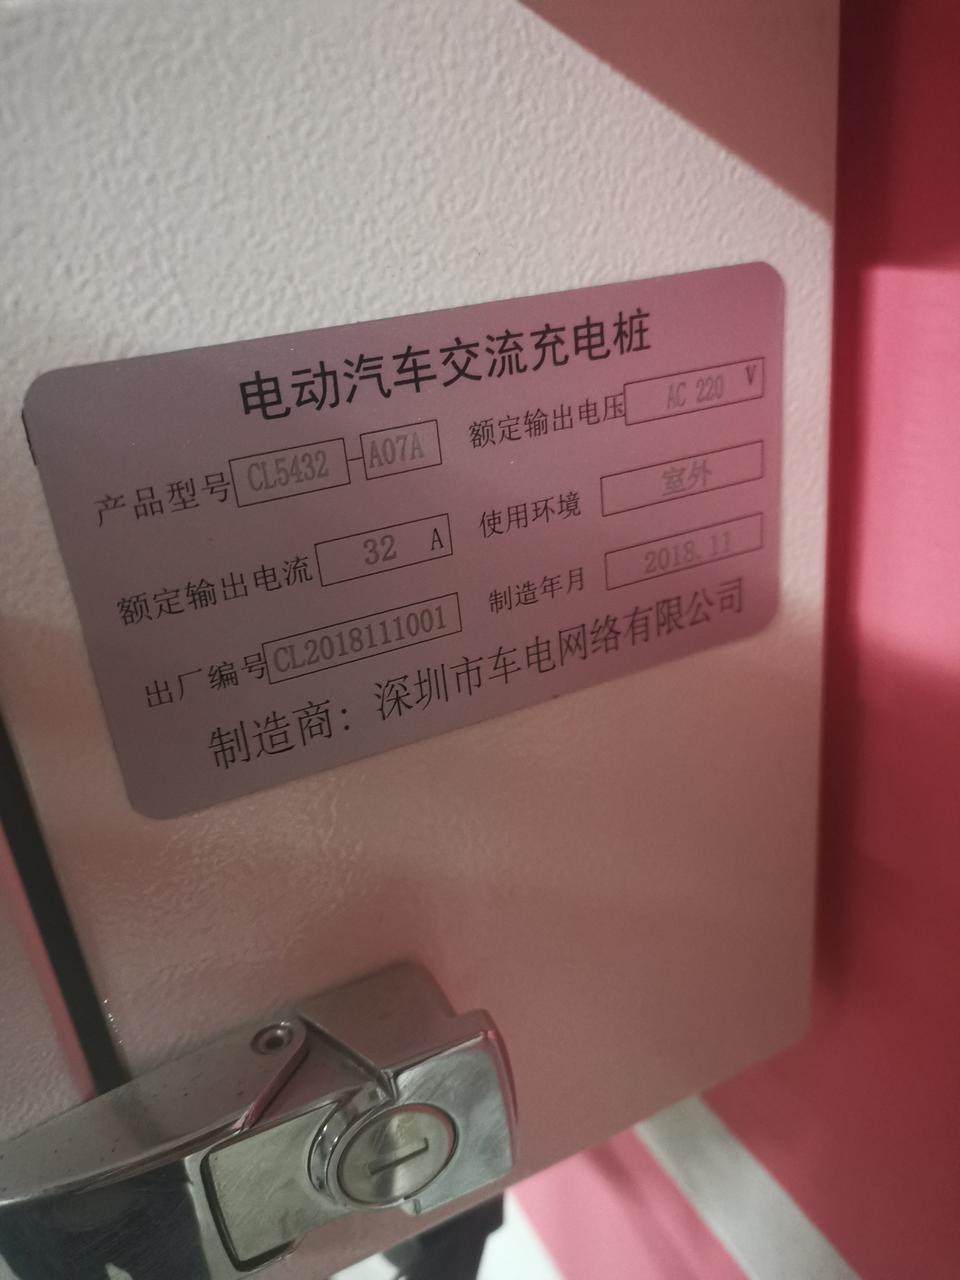 电动汽车交流充电桩
产品型号 CL5432-A07A 额定输出电压 AC 220 V
额定输出电流 32 A 使用环境 室外
出厂编号 CL2018111001 制造年月 2018.11
制造商：深圳市车电网络有限公司